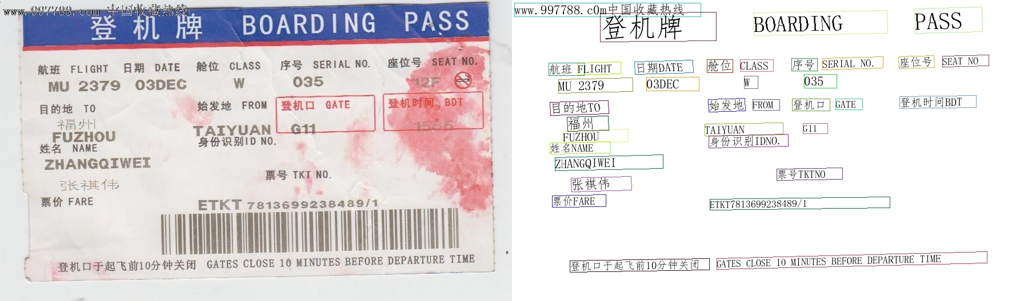 www.997788.com中国收藏热线
登机牌 BOARDING PASS
航班 FLIGHT 日期 DATE 舱位 CLASS 序号 SERIAL NO. 座位号 SEAT NO.
MU 2379 03DEC W 035 12F
目的地 TO 始发地 FROM 登机口 GATE 登机时间 BDT
福州
FUZHOU TAIYUAN G11
姓名 NAME 身份识别ID NO.
ZHANGQIWEI
张祺伟 票号 TKT NO.
票价 FARE
ETKT 7813699238489/1
登机口于起飞前10分钟关闭 GATES CLOSE 10 MINUTES BEFORE DEPARTURE TIME
www.997788.c0m中国收藏热线
登机牌 BOARDING PASS
航班 FLIGHT 日期DATE 舱位 CLASS 序号 SERIAL NO. 座位号 SEAT NO
MU 2379 03DEC W 035
目的地TO 始发地 FROM 登机口 GATE 登机时间BDT
福州
FUZHOU TAIYUAN G11
姓名NAME 身份识别IDNO.
ZHANGQIWEI
张祺伟 票号TKTNO
票价FARE ETKT7813699238489/1
登机口于起飞前10分钟关闭 GATES CLOSE 10 MINUTES BEFORE DEPARTURE TIME